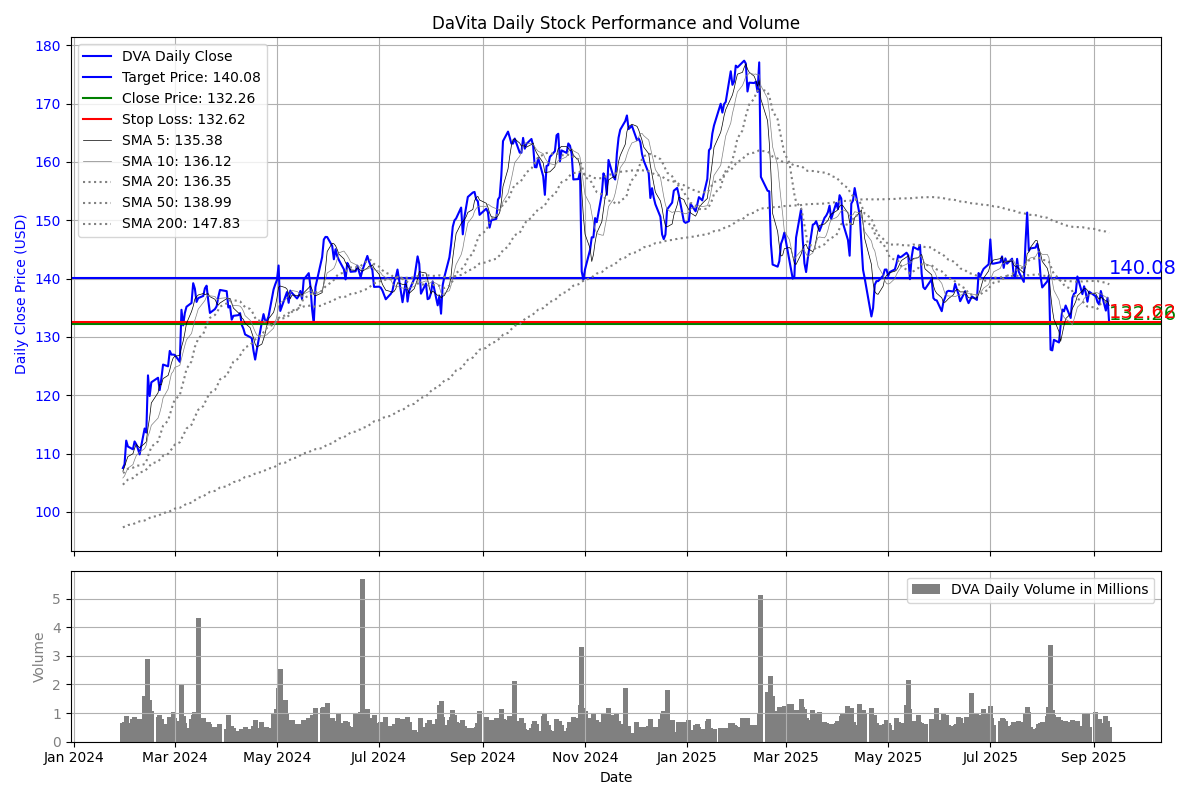 DaVita Daily Stock Performance and Volume
DVA Daily Close
Target Price: 140.08
Close Price: 132.26
Stop Loss: 132.62
SMA 5: 135.38
SMA 10: 136.12
SMA 20: 136.35
SMA 50: 138.99
SMA 200: 147.83
180
170
160
150
140
130
120
110
100
Daily Close Price (USD)
140.08
132.62
132.26
DVA Daily Volume in Millions
5
4
3
2
1
0
Volume
Jan 2024
Mar 2024
May 2024
Jul 2024
Sep 2024
Nov 2024
Jan 2025
Mar 2025
May 2025
Jul 2025
Sep 2025
Date